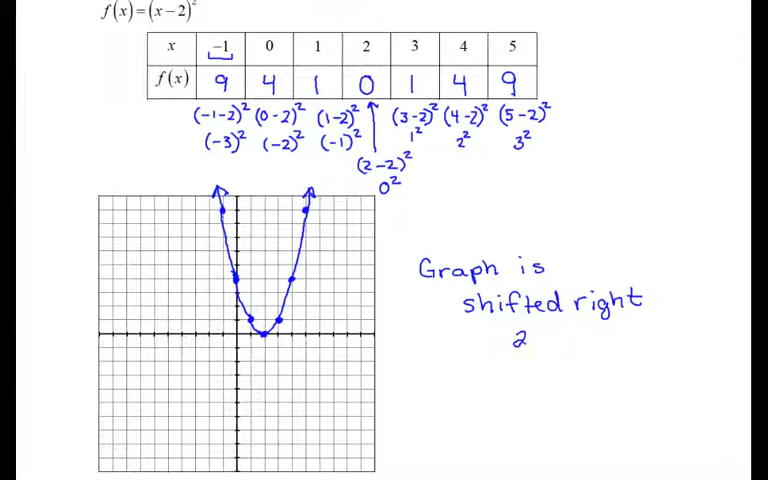 f(x)=(x−2)²
x −1 0 1 2 3 4 5
f(x) 9 4 1 0 1 4 9
(-1-2)² (0-2)² (1-2)² (3-2)² (4-2)² (5-2)²
(-3)² (-2)² (-1)² 1² 2² 3²
(2-2)²
0²
Graph is
shifted right
2